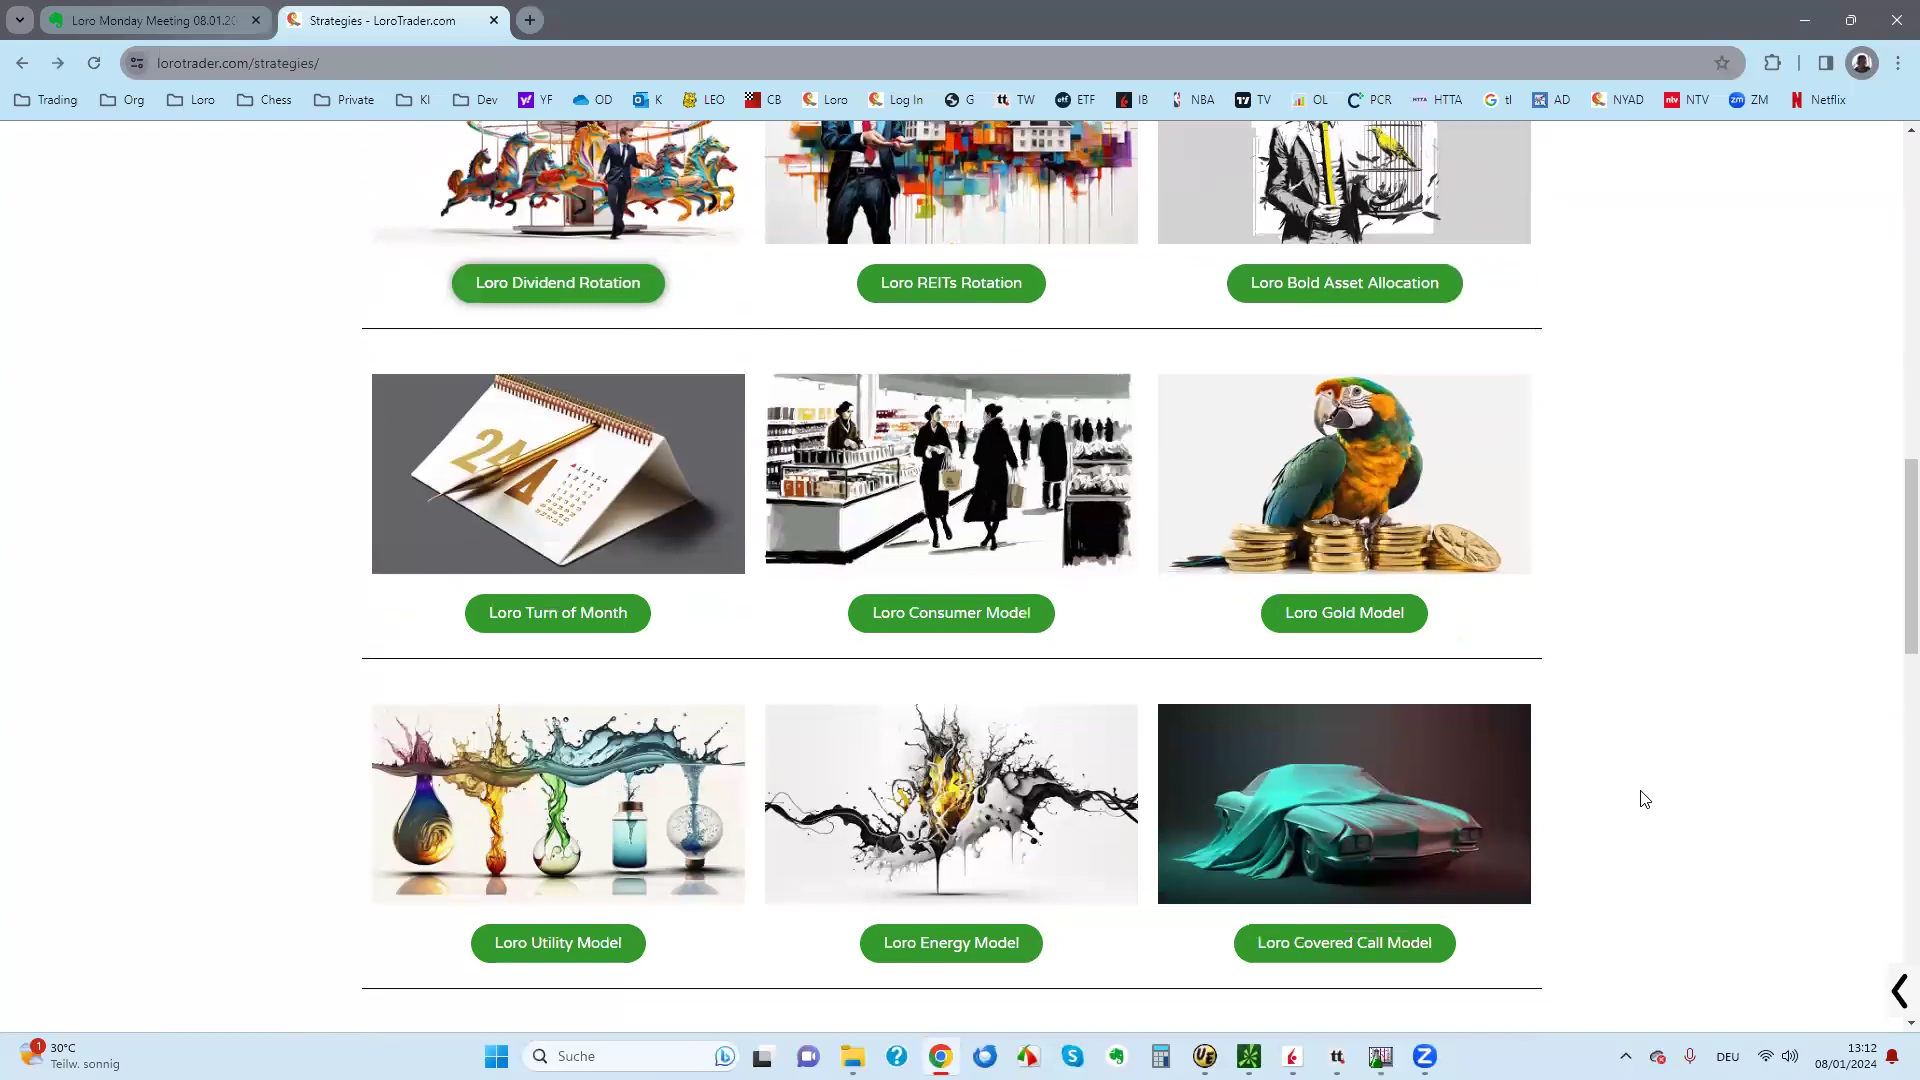 Loro Monday Meeting 08.01.20
Strategies - LoroTrader.com
lorotrader.com/strategies/
Trading
Org
Loro
Chess
Private
KI
Dev
YF
OD
K
LEO
CB
Loro
Log In
G
TW
ETF
IB
NBA
TV
OL
PCR
HTTA
tl
AD
NYAD
NTV
ZM
Netflix
Loro Dividend Rotation
Loro REITs Rotation
Loro Bold Asset Allocation
Loro Turn of Month
Loro Consumer Model
Loro Gold Model
Loro Utility Model
Loro Energy Model
Loro Covered Call Model
1
30°C
Teilw. sonnig
Suche
DEU
13:12
08/01/2024